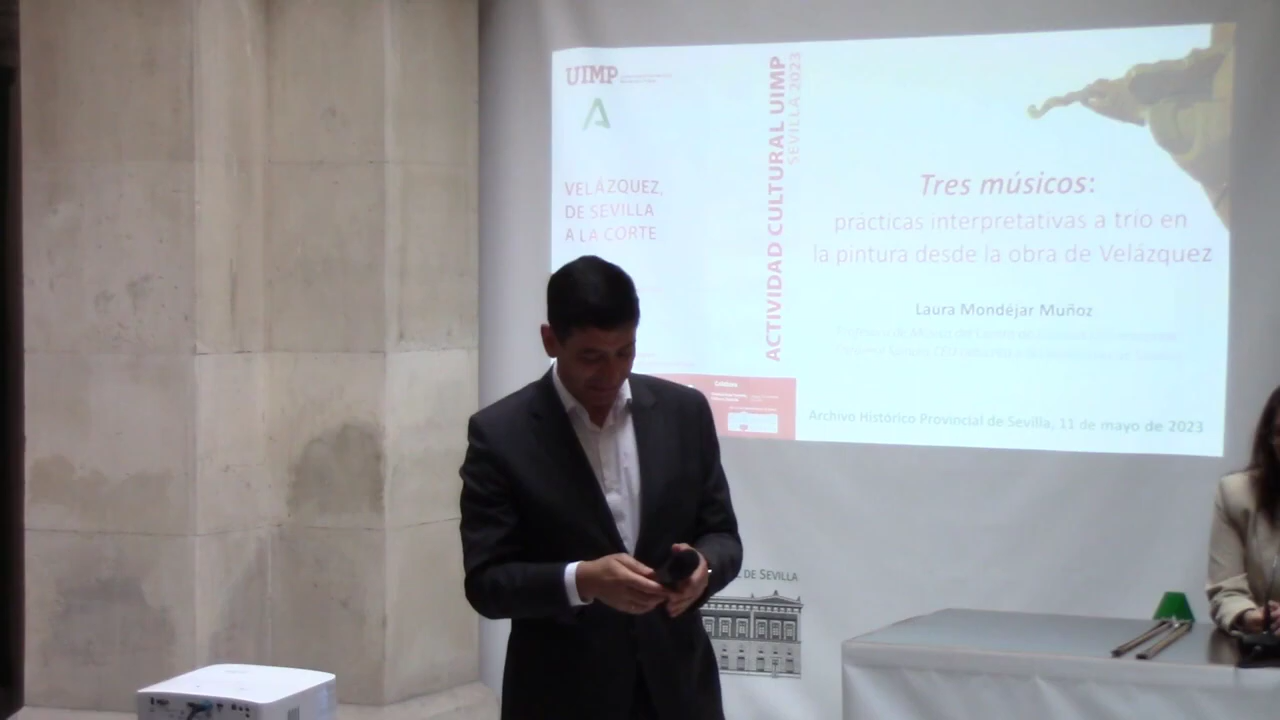 UIMP
VELÁZQUEZ,
DE SEVILLA
A LA CORTE
ACTIVIDAD CULTURAL UIMP
SEVILLA 2023
Tres músicos:
prácticas interpretativas a trío en
la pintura desde la obra de Velázquez
Laura Mondéjar Muñoz
Archivo Histórico Provincial de Sevilla, 11 de mayo de 2023
DE SEVILLA